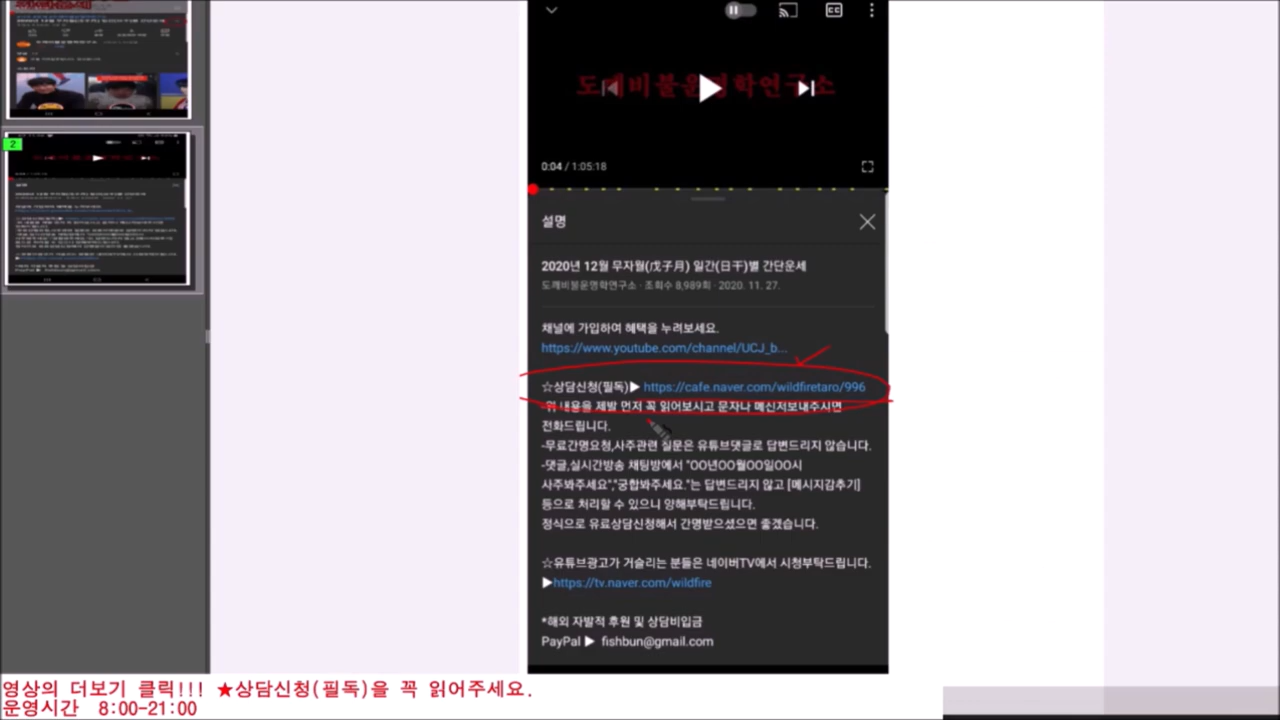 2
도깨비불운명학연구소
0:04 / 1:05:18
설명
2020년 12월 무자월(戊子月) 일간(日干)별 간단운세
도깨비불운명학연구소 · 조회수 8,989회 · 2020. 11. 27.
채널에 가입하여 혜택을 누려보세요.
https://www.youtube.com/channel/UCJ_b...
☆상담신청(필독)▶ https://cafe.naver.com/wildfiretaro/996
-위 내용을 제발 먼저 꼭 읽어보시고 문자나 메신저보내주시면
전화드립니다.
-무료간명요청,사주관련 질문은 유튜브댓글로 답변드리지 않습니다.
-댓글,실시간방송 채팅방에서 "OO년OO월OO일OO시
사주봐주세요","궁합봐주세요."는 답변드리지 않고 [메시지감추기]
등으로 처리할 수 있으니 양해부탁드립니다.
정식으로 유료상담신청해서 간명받으셨으면 좋겠습니다.
☆유튜브광고가 거슬리는 분들은 네이버TV에서 시청부탁드립니다.
▶https://tv.naver.com/wildfire
*해외 자발적 후원 및 상담비입금
PayPal ▶ fishbun@gmail.com
영상의 더보기 클릭!!! ★상담신청(필독)을 꼭 읽어주세요.
운영시간 8:00-21:00